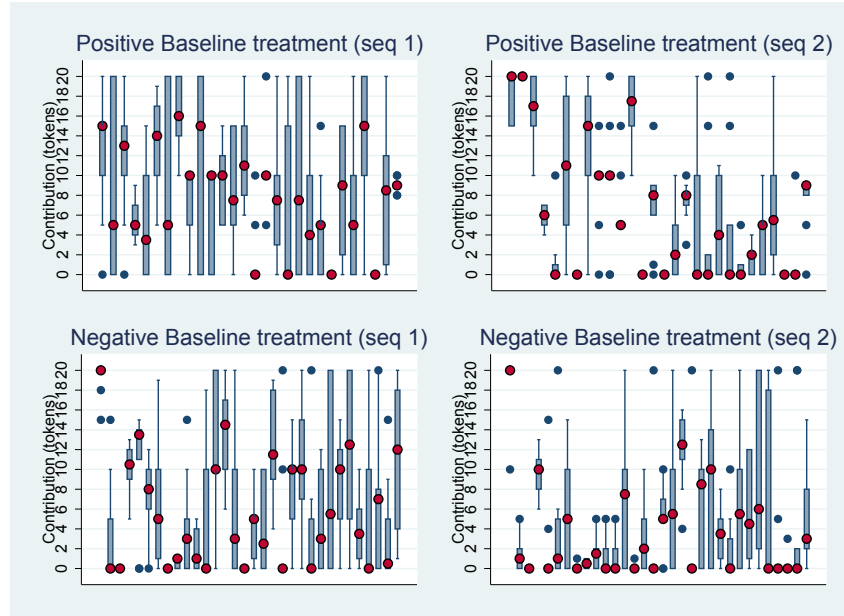 Positive Baseline treatment (seq 1)
Contribution (tokens)
0 2 4 6 8 10 12 14 16 18 20
Positive Baseline treatment (seq 2)
Contribution (tokens)
0 2 4 6 8 10 12 14 16 18 20
Negative Baseline treatment (seq 1)
Contribution (tokens)
0 2 4 6 8 10 12 14 16 18 20
Negative Baseline treatment (seq 2)
Contribution (tokens)
0 2 4 6 8 10 12 14 16 18 20